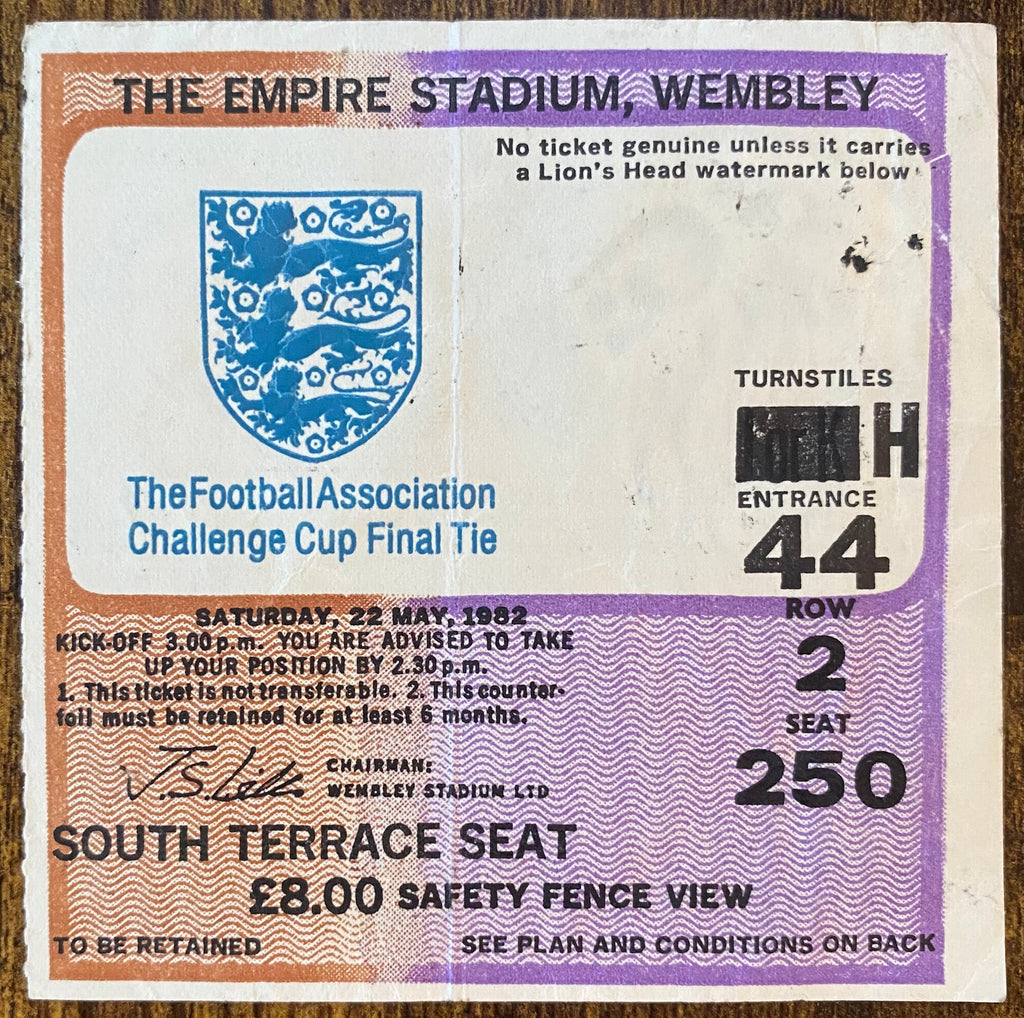 THE EMPIRE STADIUM, WEMBLEY
No ticket genuine unless it carries
a Lion's Head watermark below
TURNSTILES
H
ENTRANCE
44
ROW
2
SEAT
250
The Football Association
Challenge Cup Final Tie
SATURDAY, 22 MAY, 1982
KICK-OFF 3.00 p.m. YOU ARE ADVISED TO TAKE
UP YOUR POSITION BY 2.30 p.m.
1. This ticket is not transferable. 2. This counter-
foil must be retained for at least 6 months.
CHAIRMAN:
WEMBLEY STADIUM LTD
SOUTH TERRACE SEAT
£8.00 SAFETY FENCE VIEW
TO BE RETAINED
SEE PLAN AND CONDITIONS ON BACK